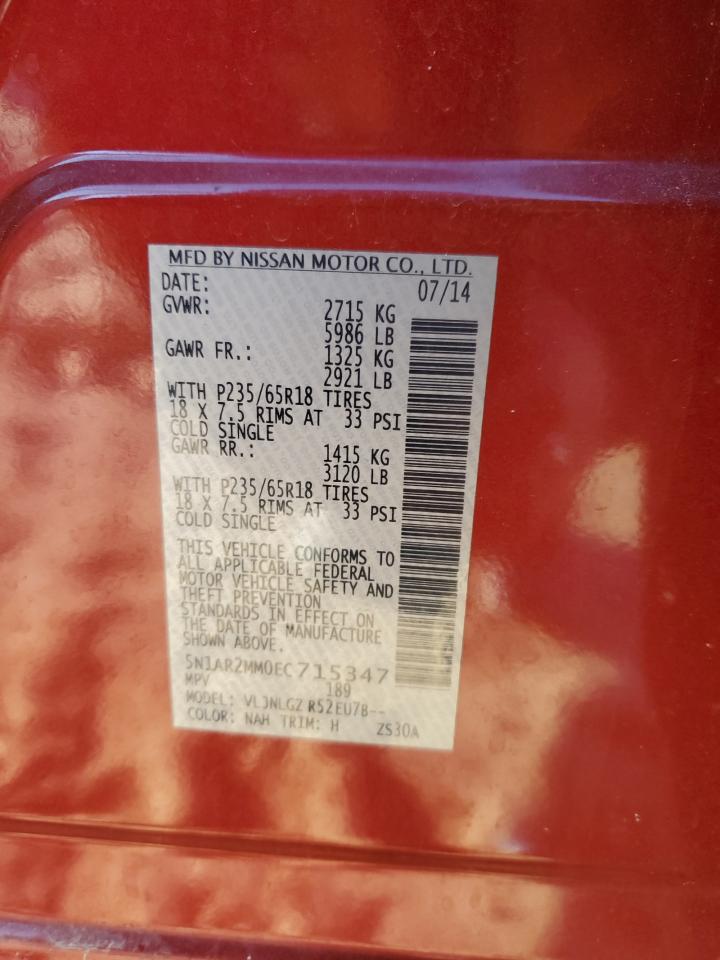 MFD BY NISSAN MOTOR CO., LTD.
DATE: 07/14
GVWR: 2715 KG
5986 LB
GAWR FR.: 1325 KG
2921 LB
WITH P235/65R18 TIRES
18 X 7.5 RIMS AT 33 PSI
COLD SINGLE
GAWR RR.: 1415 KG
3120 LB
WITH P235/65R18 TIRES
18 X 7.5 RIMS AT 33 PSI
COLD SINGLE
THIS VEHICLE CONFORMS TO
ALL APPLICABLE FEDERAL
MOTOR VEHICLE SAFETY AND
THEFT PREVENTION
STANDARDS IN EFFECT ON
THE DATE OF MANUFACTURE
SHOWN ABOVE.
5N1AR2MM0EC715347
MPV 189
MODEL: VLJNLGZ R52EU7B--
COLOR: NAH TRIM: H ZS30A